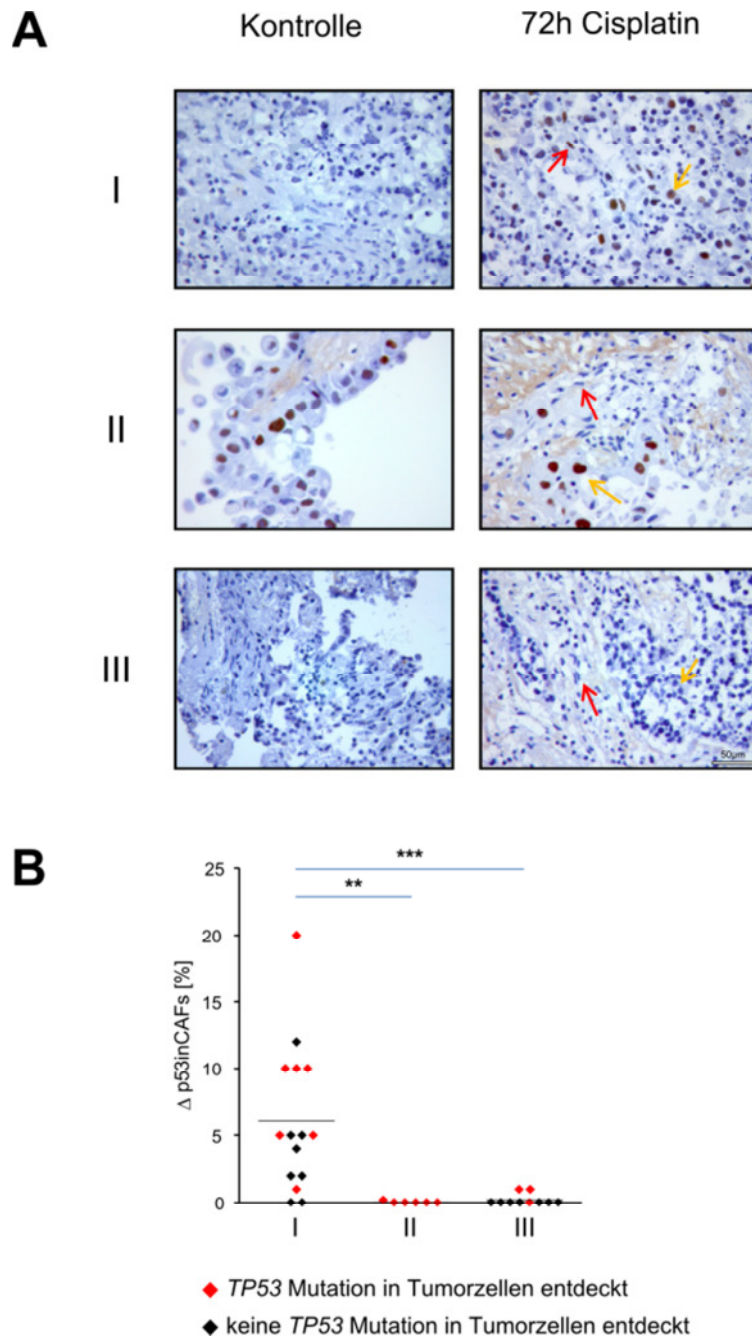 A
Kontrolle 72h Cisplatin
I
II
III
50µm
B
***
**
25
20
15
10
5
0
Δ p53inCAFs [%]
I II III
TP53 Mutation in Tumorzellen entdeckt
keine TP53 Mutation in Tumorzellen entdeckt